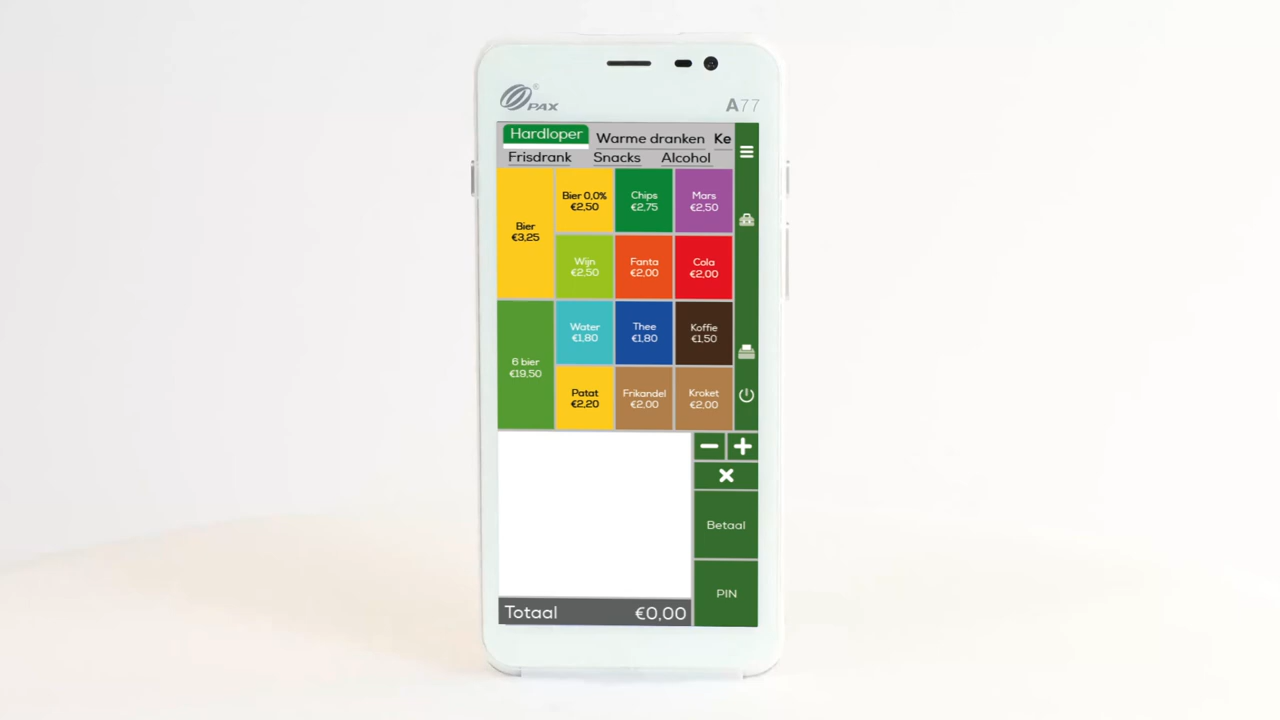 PAX®
A77
Hardloper Warme dranken Ke
Frisdrank Snacks Alcohol
Bier
€3,25
Bier 0,0%
€2,50
Chips
€2,75
Mars
€2,50
Wijn
€2,50
Fanta
€2,00
Cola
€2,00
6 bier
€19,50
Water
€1,80
Thee
€1,80
Koffie
€1,50
Patat
€2,20
Frikandel
€2,00
Kroket
€2,00
Betaal
PIN
Totaal €0,00